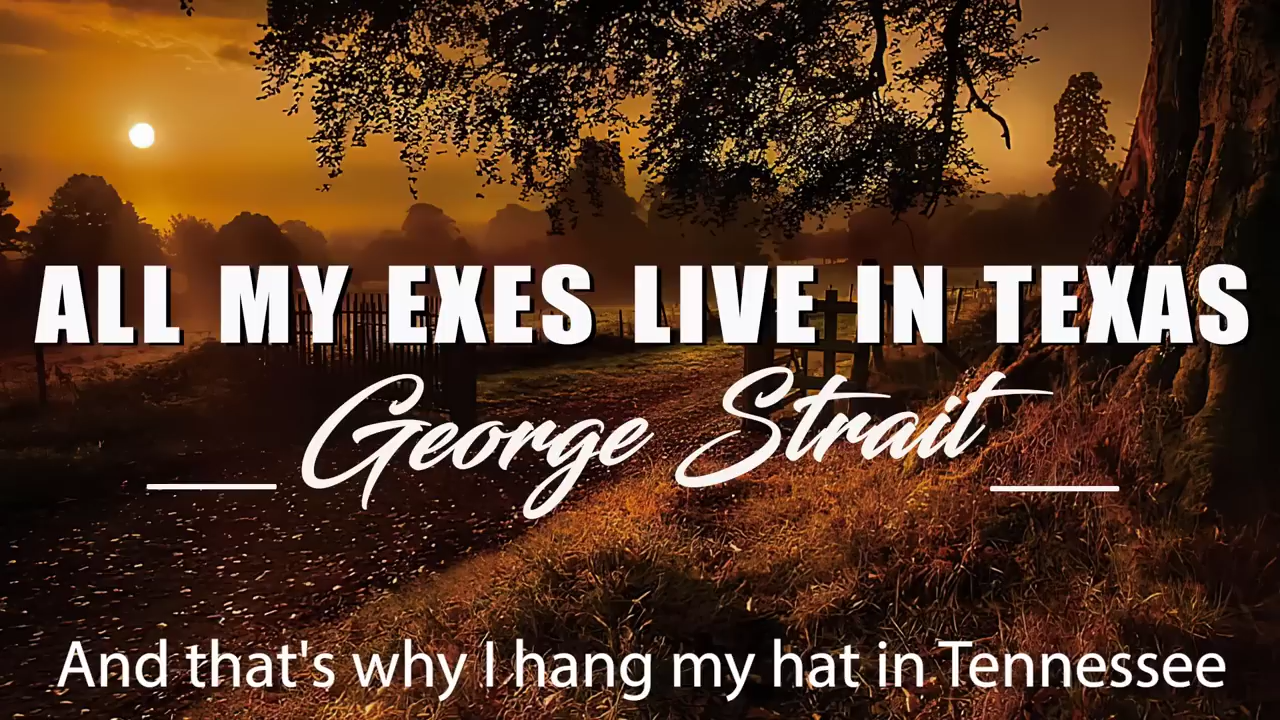 ALL MY EXES LIVE IN TEXAS
George Strait
And that's why I hang my hat in Tennessee